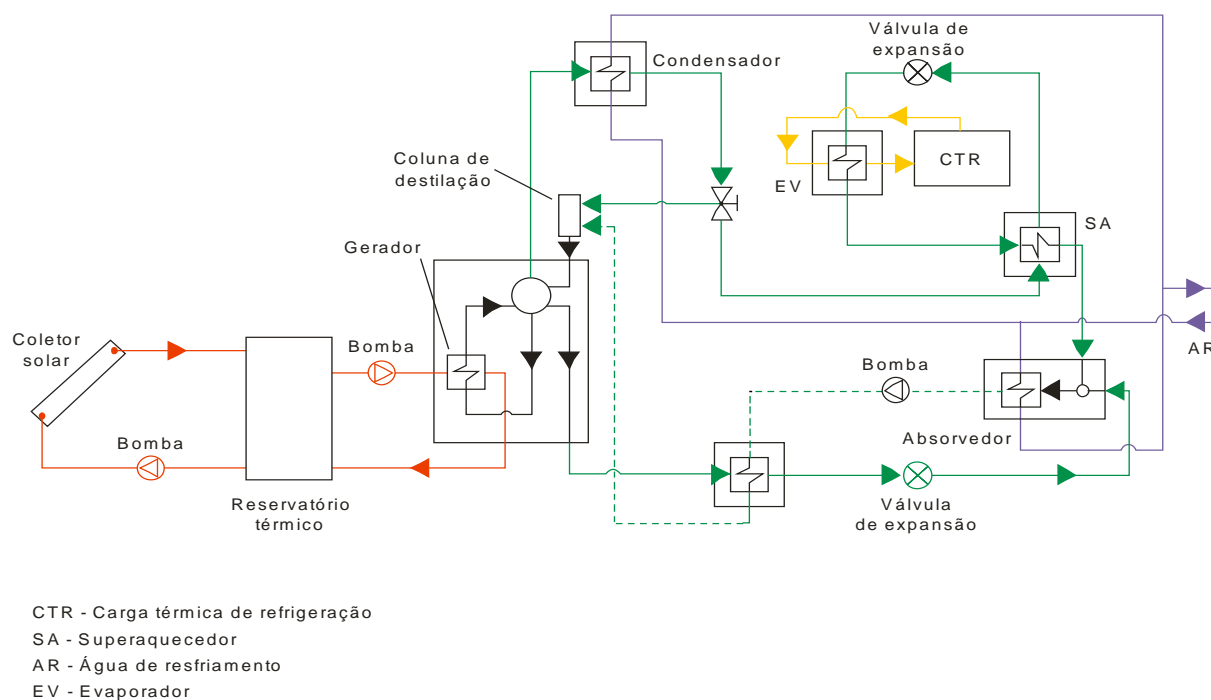 Válvula de
expansão
Condensador
CTR
Coluna de
destilação
EV
SA
Gerador
Coletor
solar
Bomba
AR
Bomba
Absorvedor
Bomba
Reservatório
térmico
Válvula
de expansão
CTR - Carga térmica de refrigeração
SA - Superaquecedor
AR - Água de resfriamento
EV - Evaporador